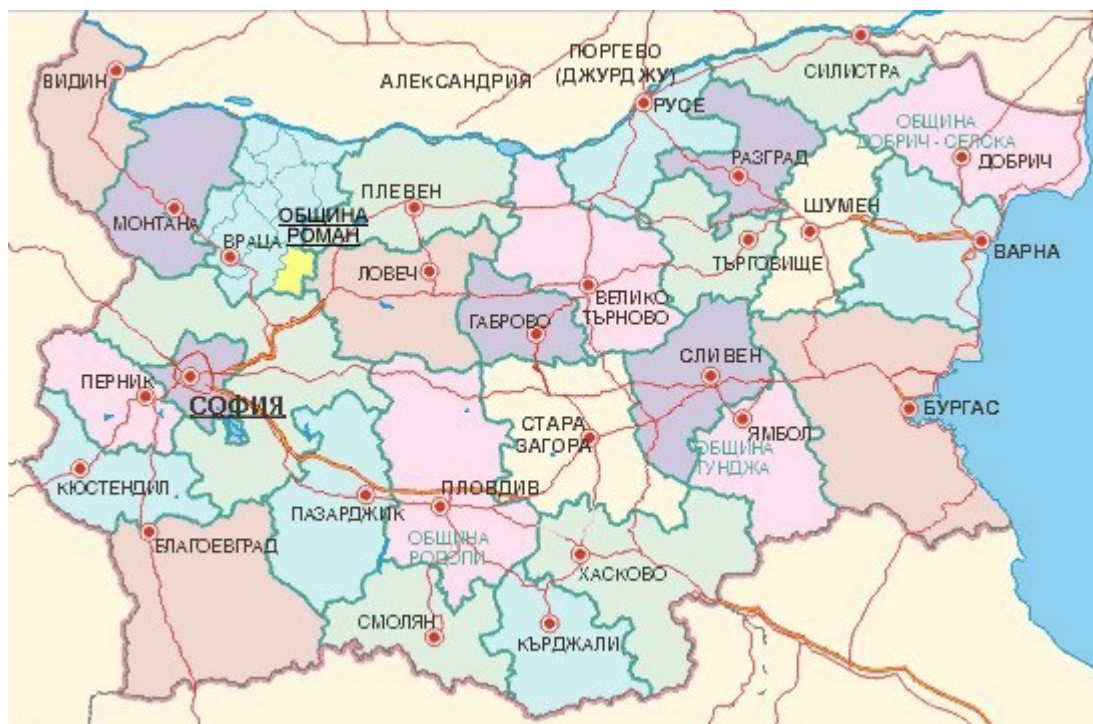 ГЮРГЕВО
(ДЖУРДЖУ)
ВИДИН
АЛЕКСАНДРИЯ
СИЛИСТРА
РУСЕ
ОБЩИНА
ДОБРИЧ - СЕЛСКА
ДОБРИЧ
РАЗГРАД
ПЛЕВЕН
МОНТАНА
ОБЩИНА
РОМАН
ШУМЕН
ВРАЦА
ВАРНА
ЛОВЕЧ
ТЪРГОВИЩЕ
ВЕЛИКО
ТЪРНОВО
ГАБРОВО
СЛИВЕН
ПЕРНИК
СОФИЯ
БУРГАС
СТАРА
ЗАГОРА
ЯМБОЛ
ОБЩИНА
ТУНДЖА
КЮСТЕНДИЛ
ПЛОВДИВ
ПАЗАРДЖИК
БЛАГОЕВГРАД
ОБЩИНА
РОДОПИ
ХАСКОВО
СМОЛЯН
КЪРДЖАЛИ